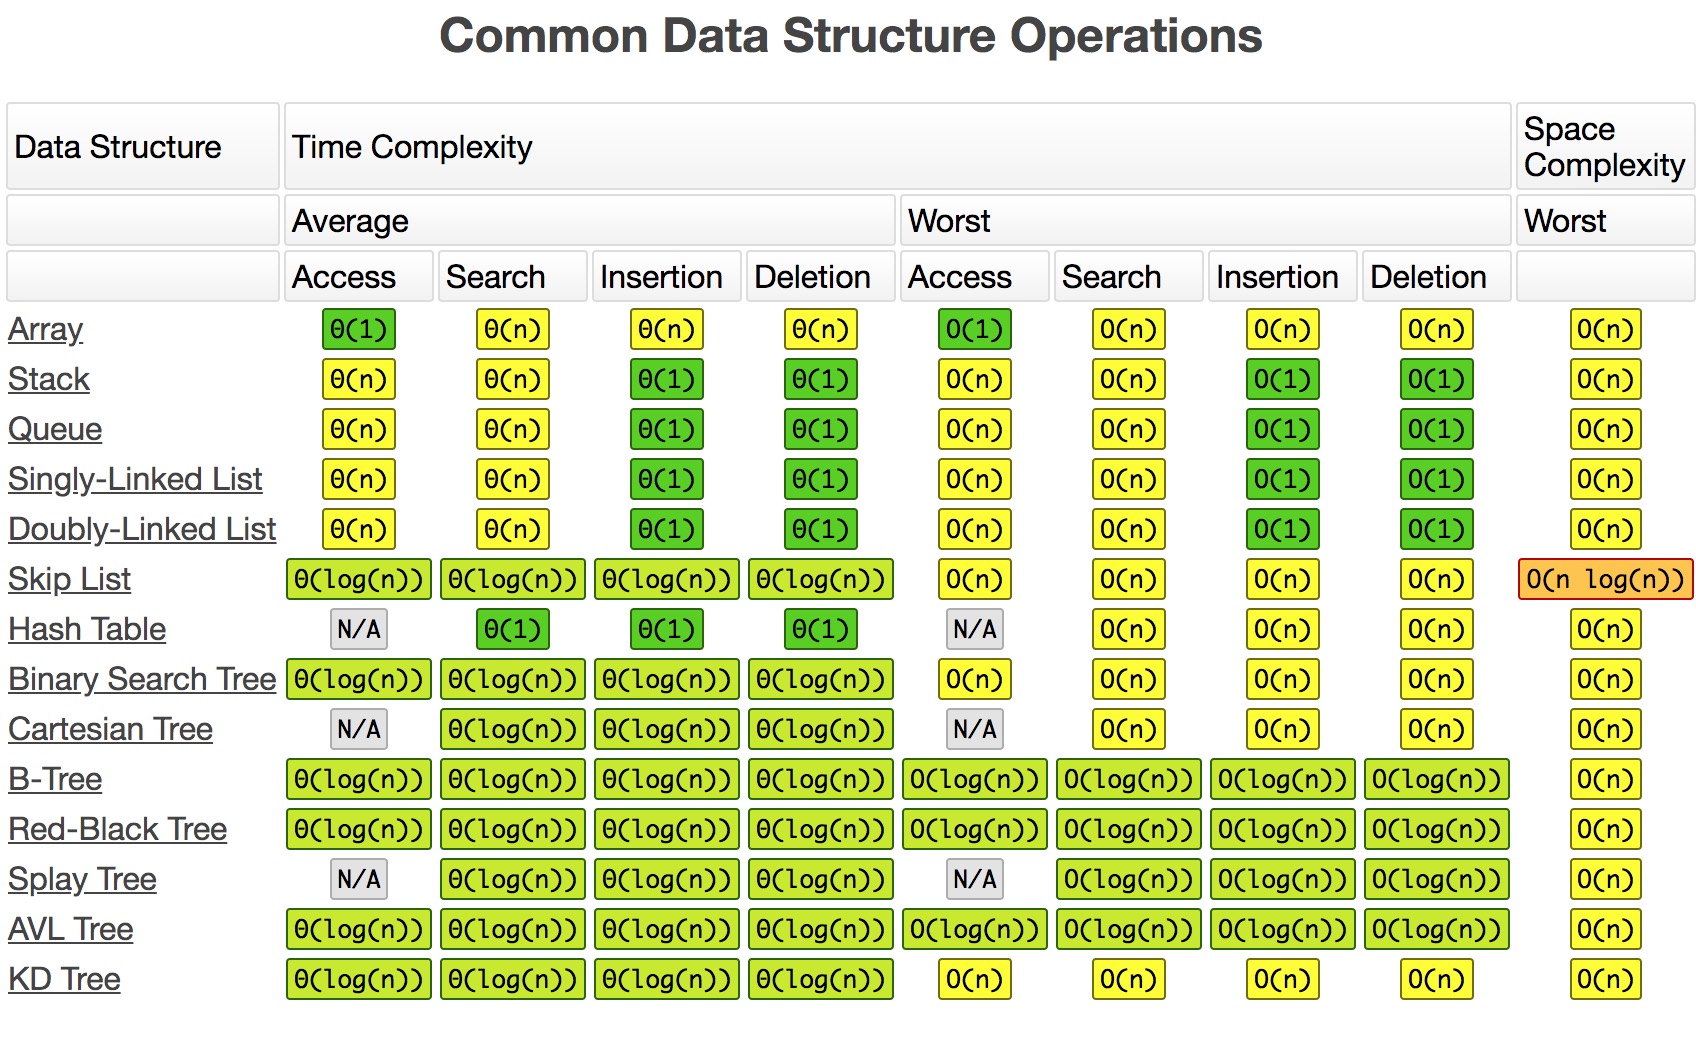 Common Data Structure Operations
Data Structure Time Complexity Space Complexity
Average Worst Worst
Access Search Insertion Deletion Access Search Insertion Deletion
Array Θ(1) Θ(n) Θ(n) Θ(n) O(1) O(n) O(n) O(n) O(n)
Stack Θ(n) Θ(n) Θ(1) Θ(1) O(n) O(n) O(1) O(1) O(n)
Queue Θ(n) Θ(n) Θ(1) Θ(1) O(n) O(n) O(1) O(1) O(n)
Singly-Linked List Θ(n) Θ(n) Θ(1) Θ(1) O(n) O(n) O(1) O(1) O(n)
Doubly-Linked List Θ(n) Θ(n) Θ(1) Θ(1) O(n) O(n) O(1) O(1) O(n)
Skip List Θ(log(n)) Θ(log(n)) Θ(log(n)) Θ(log(n)) O(n) O(n) O(n) O(n) O(n log(n))
Hash Table N/A Θ(1) Θ(1) Θ(1) N/A O(n) O(n) O(n) O(n)
Binary Search Tree Θ(log(n)) Θ(log(n)) Θ(log(n)) Θ(log(n)) O(n) O(n) O(n) O(n) O(n)
Cartesian Tree N/A Θ(log(n)) Θ(log(n)) Θ(log(n)) N/A O(n) O(n) O(n) O(n)
B-Tree Θ(log(n)) Θ(log(n)) Θ(log(n)) Θ(log(n)) O(log(n)) O(log(n)) O(log(n)) O(log(n)) O(n)
Red-Black Tree Θ(log(n)) Θ(log(n)) Θ(log(n)) Θ(log(n)) O(log(n)) O(log(n)) O(log(n)) O(log(n)) O(n)
Splay Tree N/A Θ(log(n)) Θ(log(n)) Θ(log(n)) N/A O(log(n)) O(log(n)) O(log(n)) O(n)
AVL Tree Θ(log(n)) Θ(log(n)) Θ(log(n)) Θ(log(n)) O(log(n)) O(log(n)) O(log(n)) O(log(n)) O(n)
KD Tree Θ(log(n)) Θ(log(n)) Θ(log(n)) Θ(log(n)) O(n) O(n) O(n) O(n) O(n)